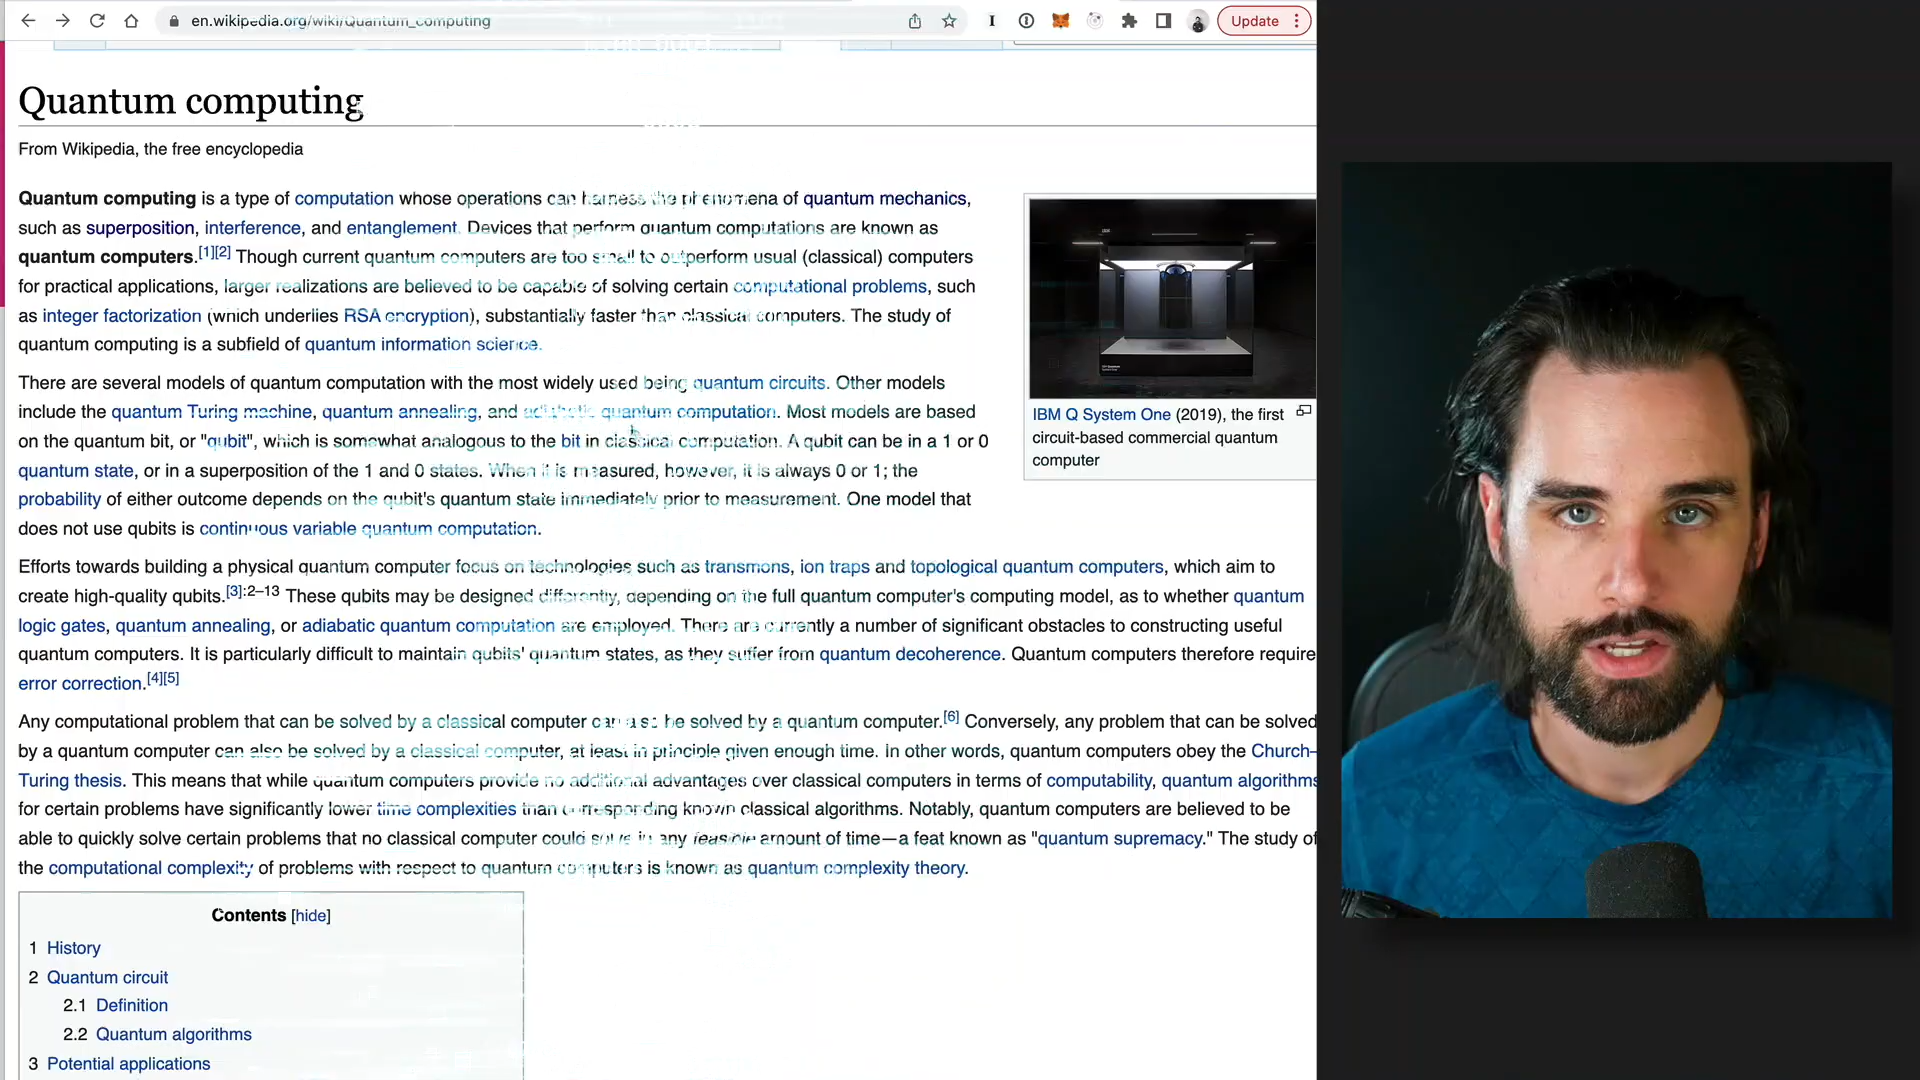 en.wikipedia.org/wiki/Quantum_computing
Update
Quantum computing
From Wikipedia, the free encyclopedia
Quantum computing is a type of computation whose operations can harness the phenomena of quantum mechanics,
such as superposition, interference, and entanglement. Devices that perform quantum computations are known as
quantum computers.[1][2] Though current quantum computers are too small to outperform usual (classical) computers
for practical applications, larger realizations are believed to be capable of solving certain computational problems, such
as integer factorization (which underlies RSA encryption), substantially faster than classical computers. The study of
quantum computing is a subfield of quantum information science.
IBM Q System One (2019), the first
circuit-based commercial quantum
computer
There are several models of quantum computation with the most widely used being quantum circuits. Other models
include the quantum Turing machine, quantum annealing, and adiabatic quantum computation. Most models are based
on the quantum bit, or "qubit", which is somewhat analogous to the bit in classical computation. A qubit can be in a 1 or 0
quantum state, or in a superposition of the 1 and 0 states. When it is measured, however, it is always 0 or 1; the
probability of either outcome depends on the qubit's quantum state immediately prior to measurement. One model that
does not use qubits is continuous variable quantum computation.
Efforts towards building a physical quantum computer focus on technologies such as transmons, ion traps and topological quantum computers, which aim to
create high-quality qubits.[3]:2–13 These qubits may be designed differently, depending on the full quantum computer's computing model, as to whether quantum
logic gates, quantum annealing, or adiabatic quantum computation are employed. There are currently a number of significant obstacles to constructing useful
quantum computers. It is particularly difficult to maintain qubits' quantum states, as they suffer from quantum decoherence. Quantum computers therefore require
error correction.[4][5]
Any computational problem that can be solved by a classical computer can also be solved by a quantum computer.[6] Conversely, any problem that can be solved
by a quantum computer can also be solved by a classical computer, at least in principle given enough time. In other words, quantum computers obey the Church–
Turing thesis. This means that while quantum computers provide no additional advantages over classical computers in terms of computability, quantum algorithms
for certain problems have significantly lower time complexities than corresponding known classical algorithms. Notably, quantum computers are believed to be
able to quickly solve certain problems that no classical computer could solve in any feasible amount of time—a feat known as "quantum supremacy." The study of
the computational complexity of problems with respect to quantum computers is known as quantum complexity theory.
Contents [hide]
1 History
2 Quantum circuit
2.1 Definition
2.2 Quantum algorithms
3 Potential applications